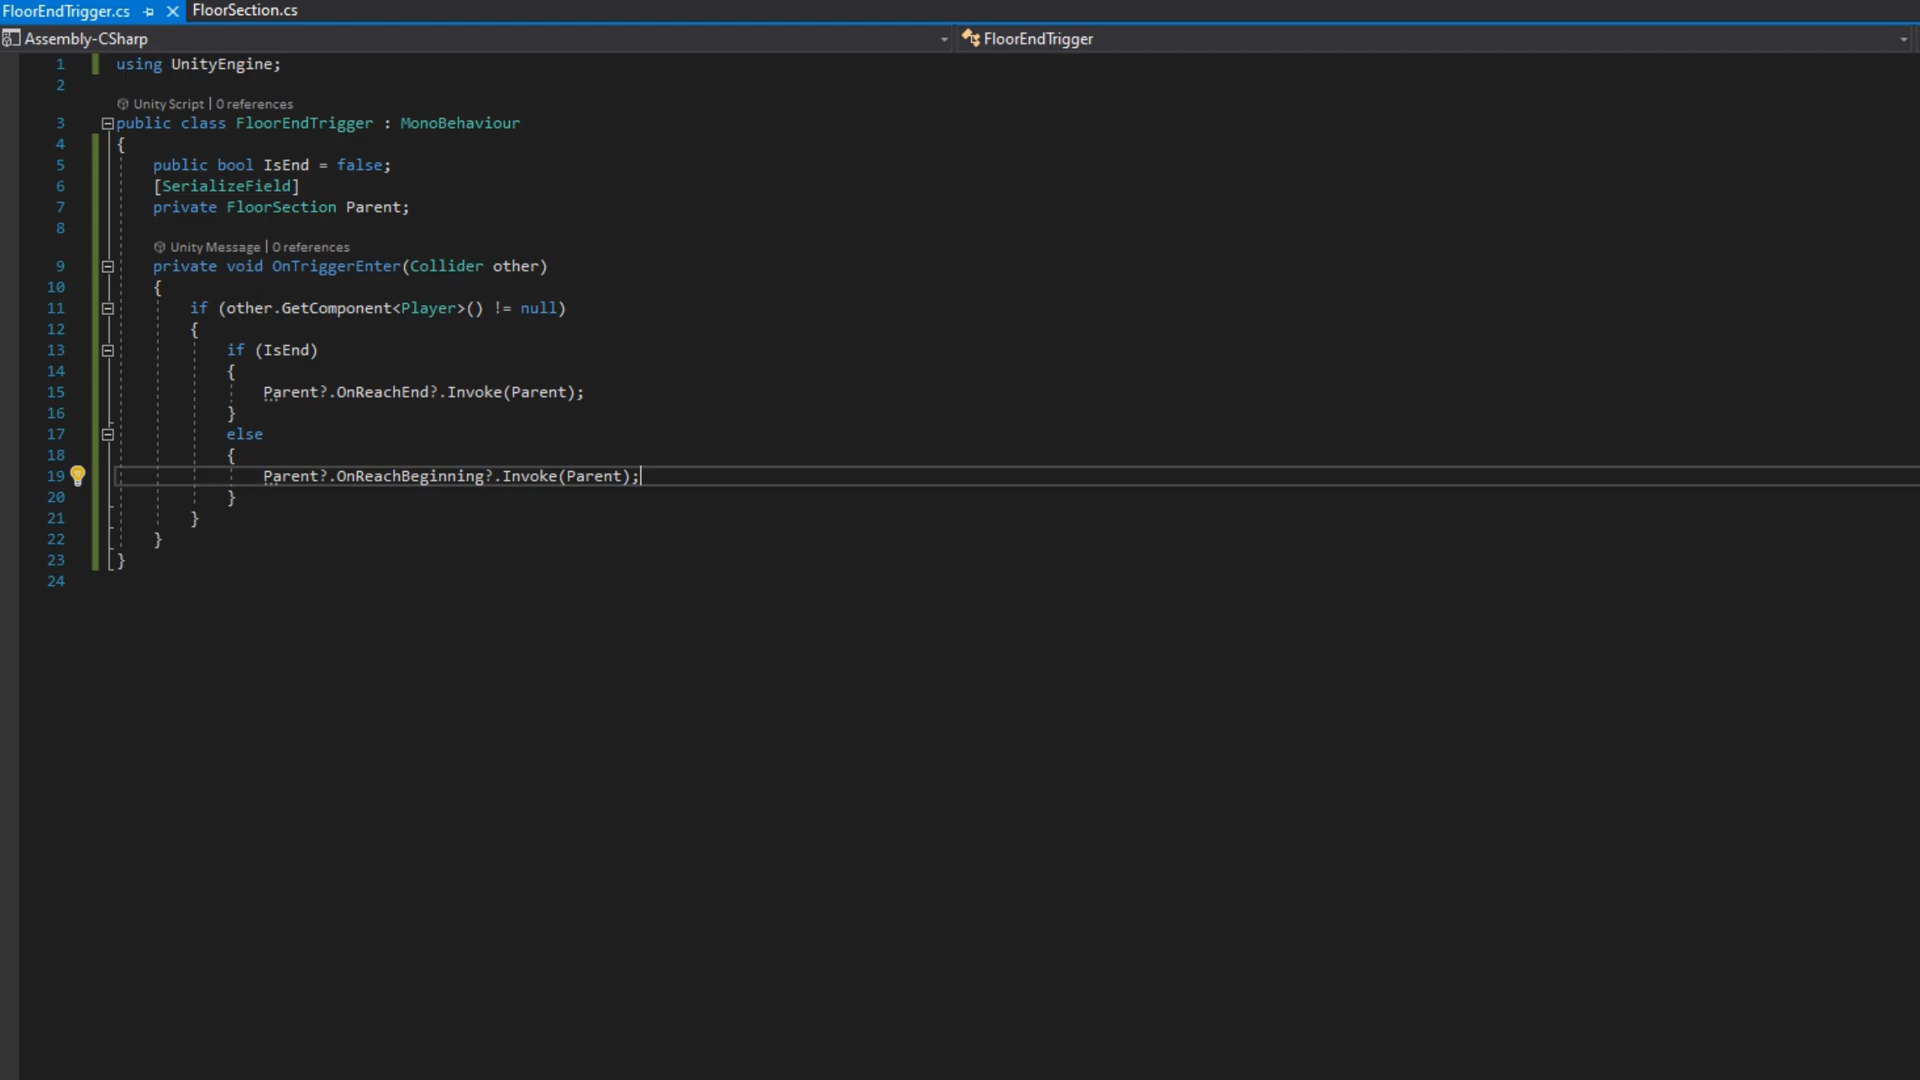 FloorEndTrigger.cs FloorSection.cs
Assembly-CSharp FloorEndTrigger
1 using UnityEngine;
2
Unity Script | 0 references
3 public class FloorEndTrigger : MonoBehaviour
4 {
5 public bool IsEnd = false;
6 [SerializeField]
7 private FloorSection Parent;
8
Unity Message | 0 references
9 private void OnTriggerEnter(Collider other)
10 {
11 if (other.GetComponent<Player>() != null)
12 {
13 if (IsEnd)
14 {
15 Parent?.OnReachEnd?.Invoke(Parent);
16 }
17 else
18 {
19 Parent?.OnReachBeginning?.Invoke(Parent);
20 }
21 }
22 }
23 }
24